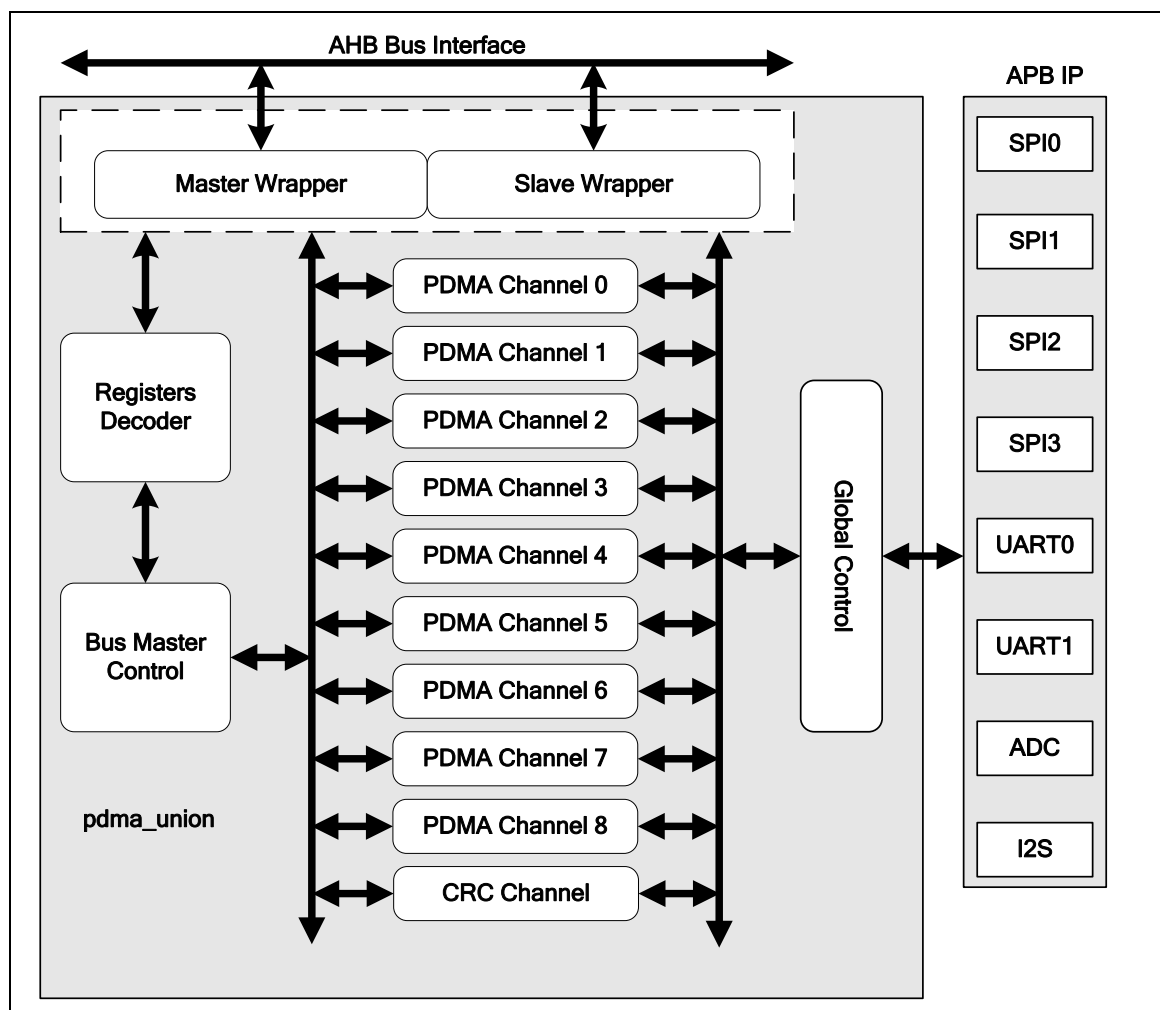 AHB Bus Interface
APB IP
Master Wrapper
Slave Wrapper
Registers
Decoder
Bus Master
Control
pdma_union
PDMA Channel 0
PDMA Channel 1
PDMA Channel 2
PDMA Channel 3
PDMA Channel 4
PDMA Channel 5
PDMA Channel 6
PDMA Channel 7
PDMA Channel 8
CRC Channel
Global Control
SPI0
SPI1
SPI2
SPI3
UART0
UART1
ADC
I2S